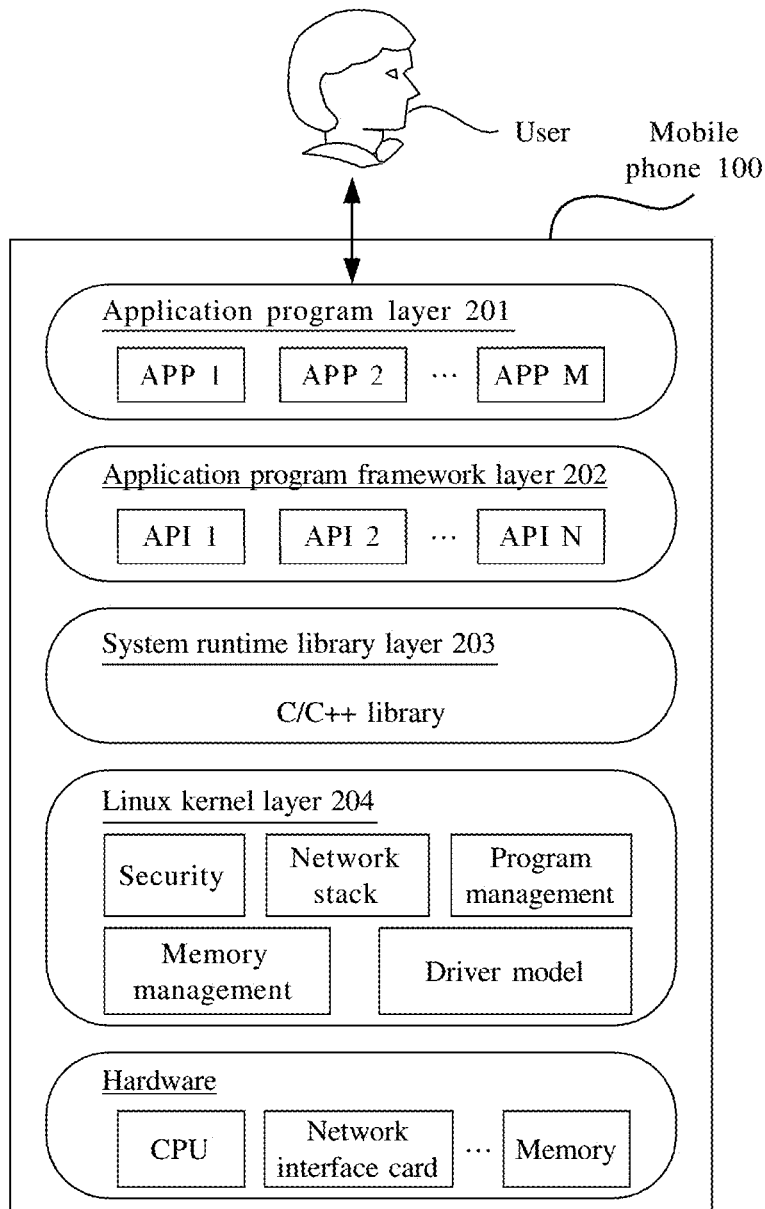 User
Mobile
phone 100
Application program layer 201
APP 1
APP 2
...
APP M
Application program framework layer 202
API 1
API 2
...
API N
System runtime library layer 203
C/C++ library
Linux kernel layer 204
Security
Network
stack
Program
management
Memory
management
Driver model
Hardware
CPU
Network
interface card
...
Memory